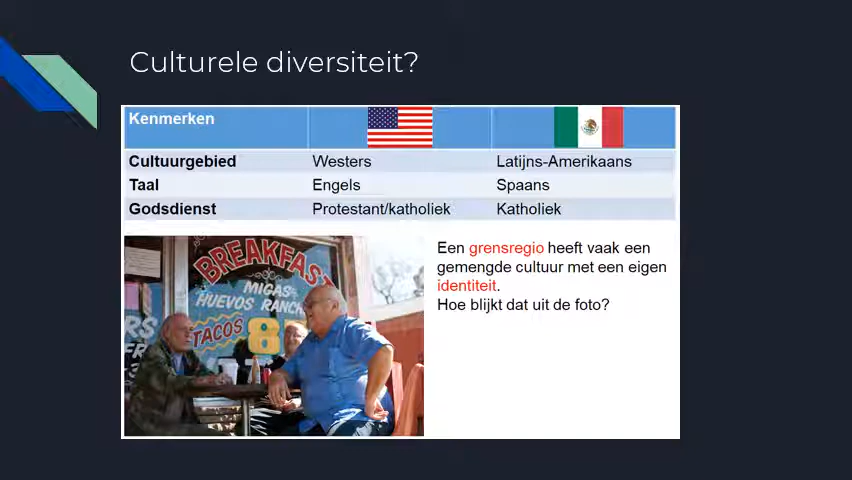 Culturele diversiteit?
Kenmerken
Cultuurgebied Westers Latijns-Amerikaans
Taal Engels Spaans
Godsdienst Protestant/katholiek Katholiek
Een grensregio heeft vaak een
gemengde cultuur met een eigen
identiteit.
Hoe blijkt dat uit de foto?
BREAKFAST
MIGAS
HUEVOS RANCH
TACOS 8